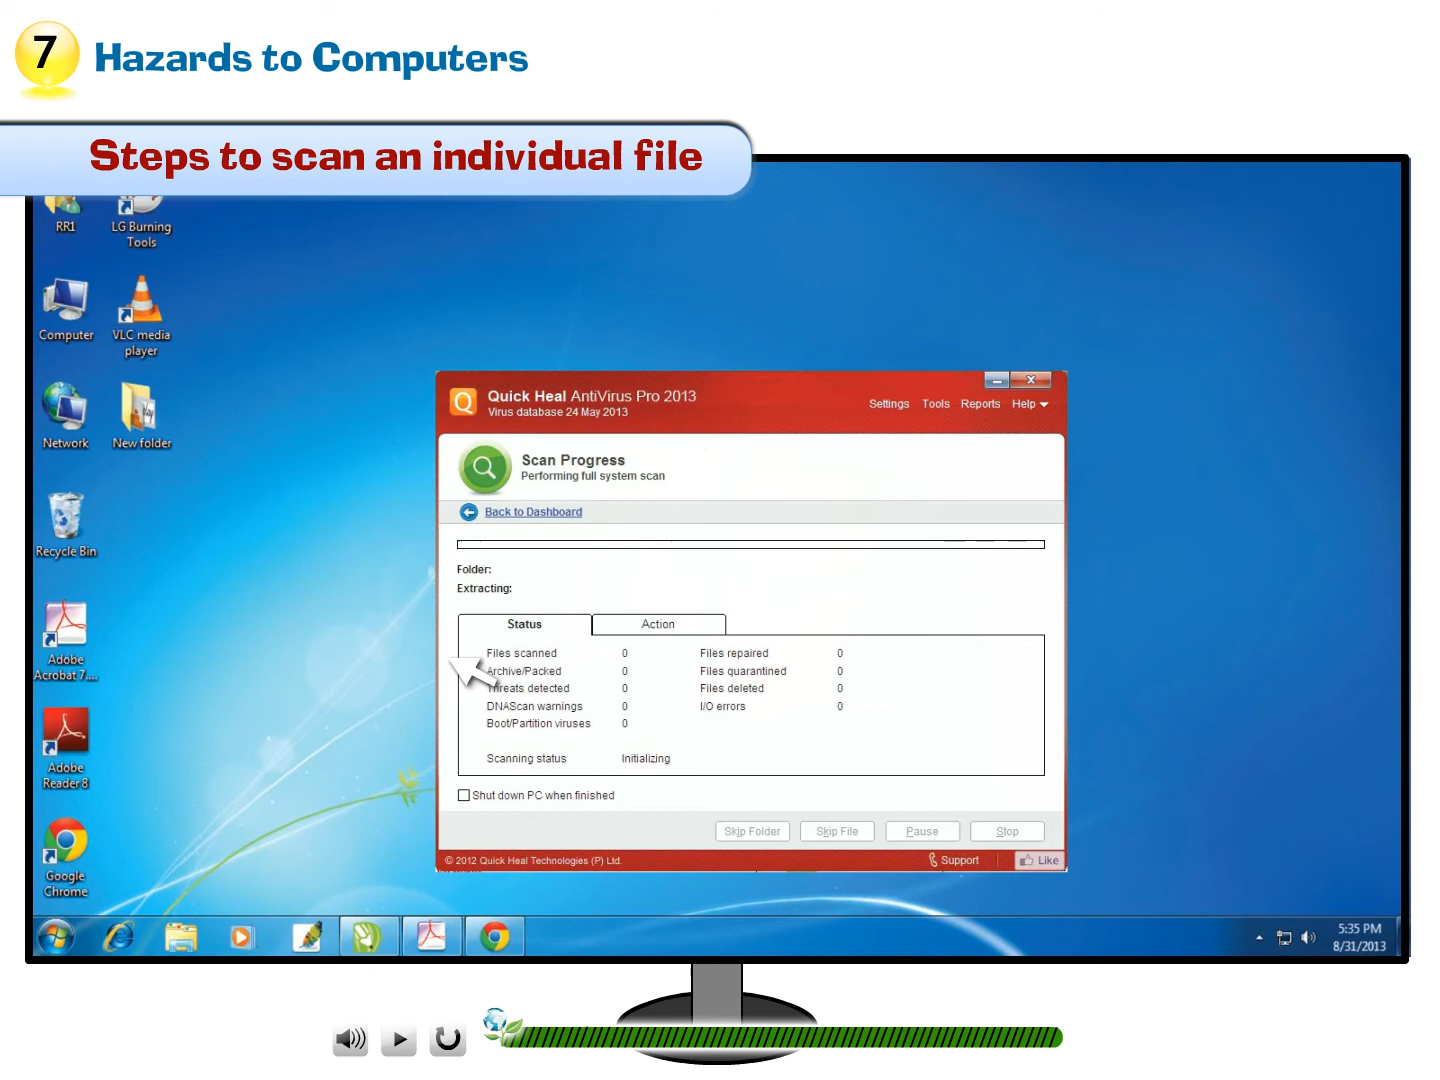 7 Hazards to Computers
Steps to scan an individual file
RR1
LG Burning
Tools
Computer
VLC media
player
Network
New folder
Recycle Bin
Adobe
Acrobat 7....
Adobe
Reader 8
Google
Chrome
Quick Heal AntiVirus Pro 2013
Virus database 24 May 2013
Settings Tools Reports Help
Scan Progress
Performing full system scan
Back to Dashboard
Folder:
Extracting:
Status Action
Files scanned 0 Files repaired 0
Archive/Packed 0 Files quarantined 0
Threats detected 0 Files deleted 0
DNAScan warnings 0 I/O errors 0
Boot/Partition viruses 0
Scanning status Initializing
Shut down PC when finished
Skip Folder Skip File Pause Stop
© 2012 Quick Heal Technologies (P) Ltd. Support Like
5:35 PM
8/31/2013